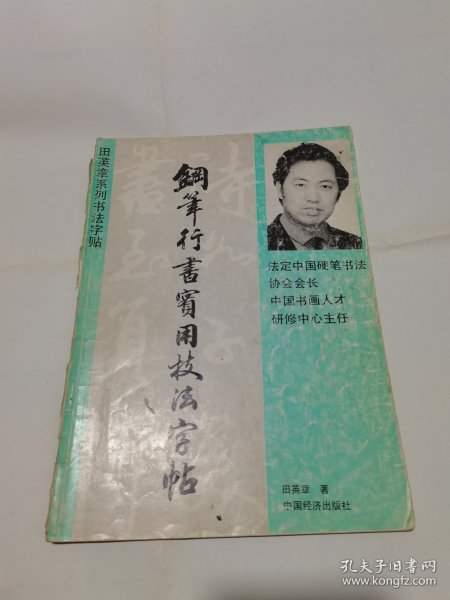 田英章系列书法字贴
鋼筆行書實用技法字帖
法定中国硬笔书法
协会会长
中国书画人才
研修中心主任
田英章 著
中国经济出版社
孔夫子旧书网
www.kongfz.com